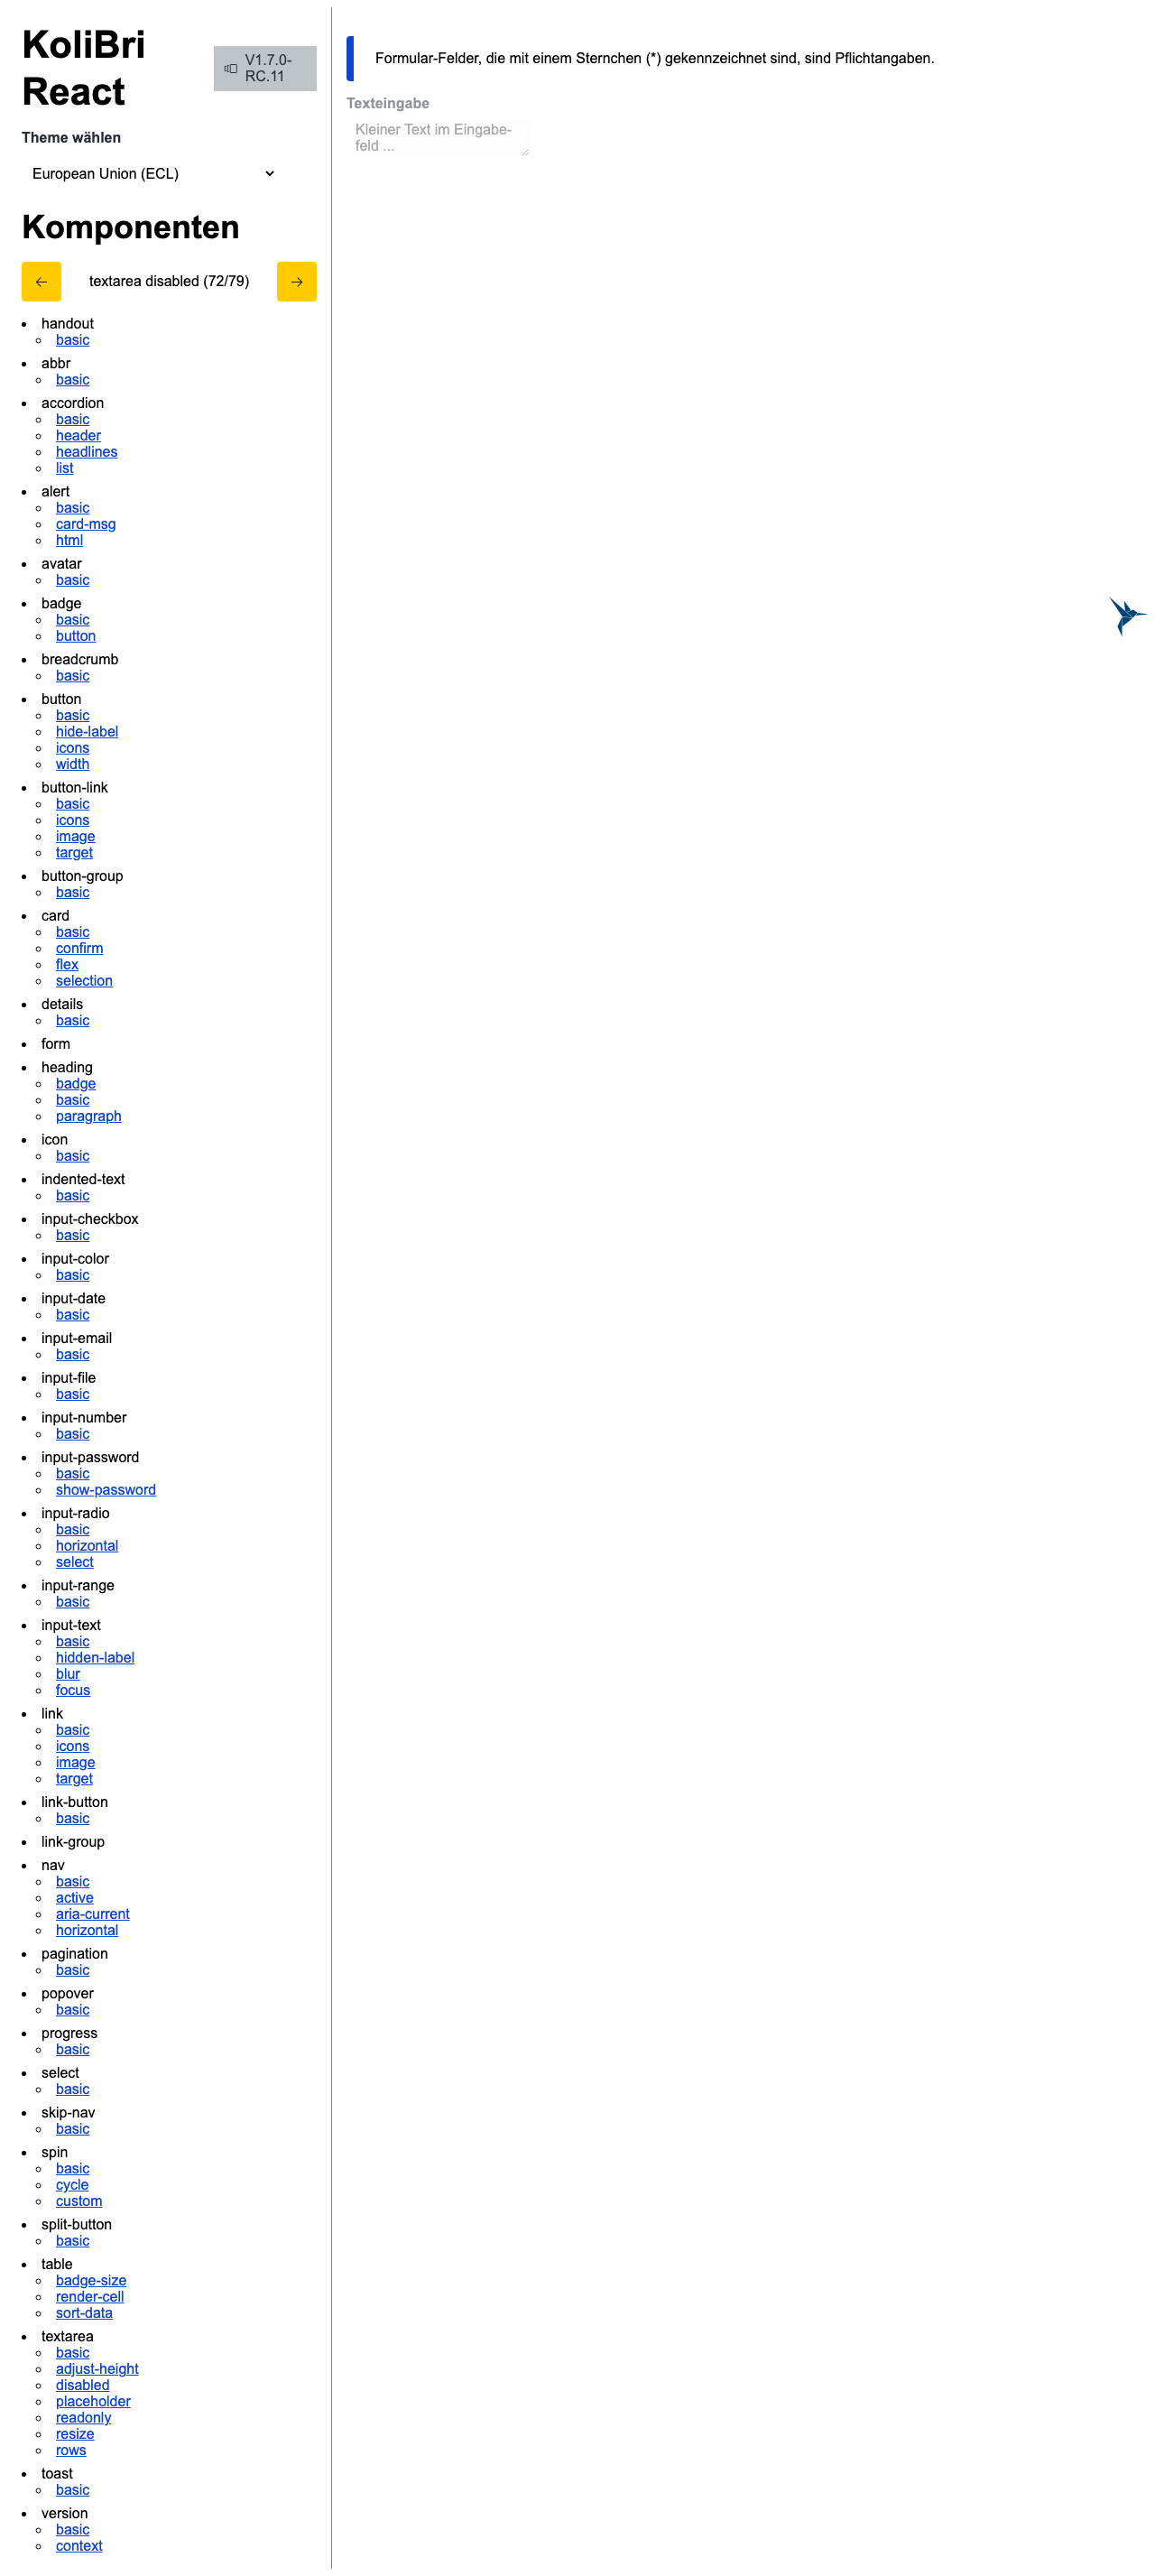 KoliBri
React
V1.7.0-
RC.11
Theme wählen
European Union (ECL)
Komponenten
textarea disabled (72/79)
handout
basic
abbr
basic
accordion
basic
header
headlines
list
alert
basic
card-msg
html
avatar
basic
badge
basic
button
breadcrumb
basic
button
basic
hide-label
icons
width
button-link
basic
icons
image
target
button-group
basic
card
basic
confirm
flex
selection
details
basic
form
heading
badge
basic
paragraph
icon
basic
indented-text
basic
input-checkbox
basic
input-color
basic
input-date
basic
input-email
basic
input-file
basic
input-number
basic
input-password
basic
show-password
input-radio
basic
horizontal
select
input-range
basic
input-text
basic
hidden-label
blur
focus
link
basic
icons
image
target
link-button
basic
link-group
nav
basic
active
aria-current
horizontal
pagination
basic
popover
basic
progress
basic
select
basic
skip-nav
basic
spin
basic
cycle
custom
split-button
basic
table
badge-size
render-cell
sort-data
textarea
basic
adjust-height
disabled
placeholder
readonly
resize
rows
toast
basic
version
basic
context
Formular-Felder, die mit einem Sternchen (*) gekennzeichnet sind, sind Pflichtangaben.
Texteingabe
Kleiner Text im Eingabe-
feld ...